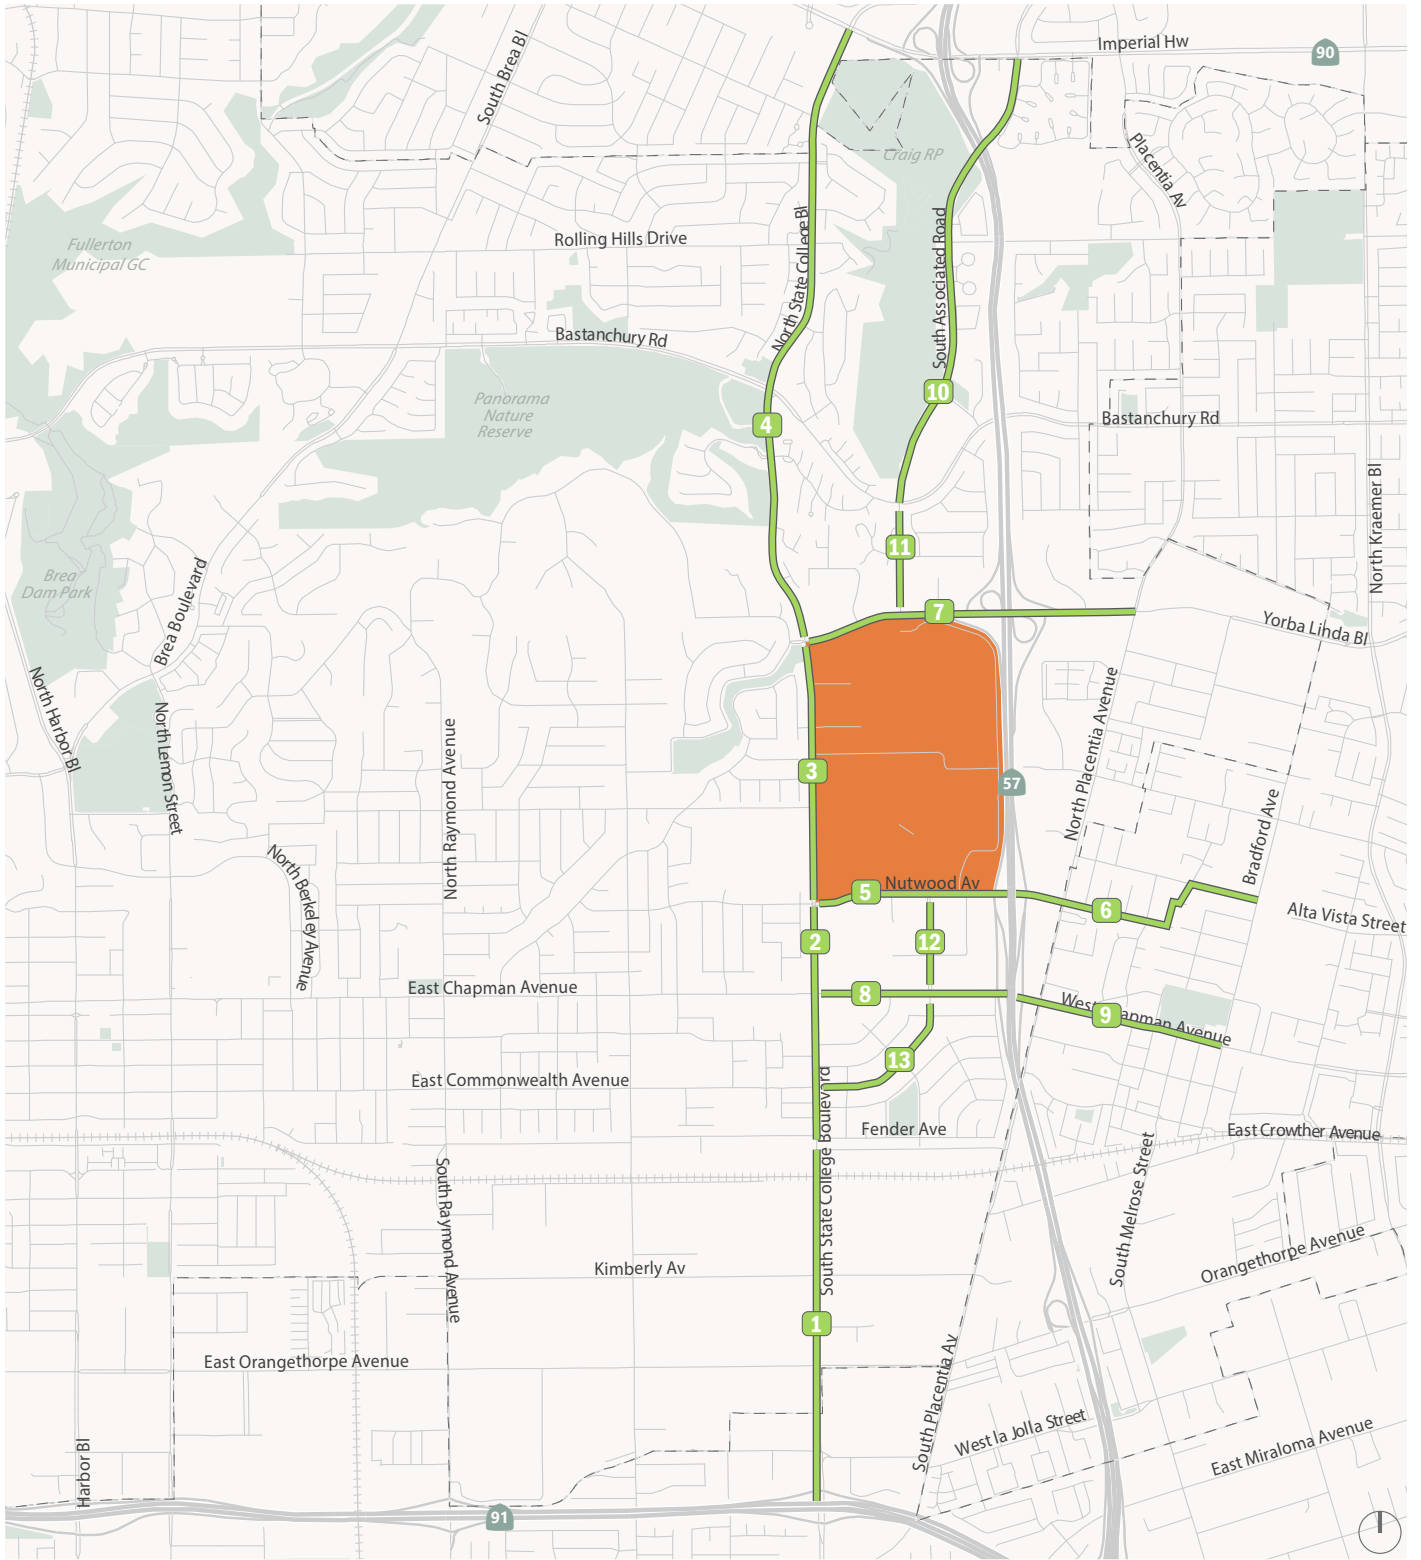 Imperial Hw
90
South Brea Bl
Craig RP
Placentia Av
Fullerton
Municipal GC
Rolling Hills Drive
North State College Bl
South Associated Road
Bastanchury Rd
Panorama
Nature
Reserve
10
4
Bastanchury Rd
North Kraemer Bl
11
Brea
Dam Park
Brea Boulevard
7
Yorba Linda Bl
North Harbor Bl
North Lemon Street
North Raymond Avenue
North Placentia Avenue
3
57
Bradford Ave
North Berkeley Avenue
Nutwood Av
5
6
Alta Vista Street
2
12
East Chapman Avenue
8
West Chapman Avenue
9
13
East Commonwealth Avenue
South State College Boulevard
Fender Ave
East Crowther Avenue
South Raymond Avenue
South Melrose Street
Orangethorpe Avenue
Kimberly Av
1
East Orangethorpe Avenue
South Placentia Av
West la Jolla Street
East Miraloma Avenue
Harbor Bl
91